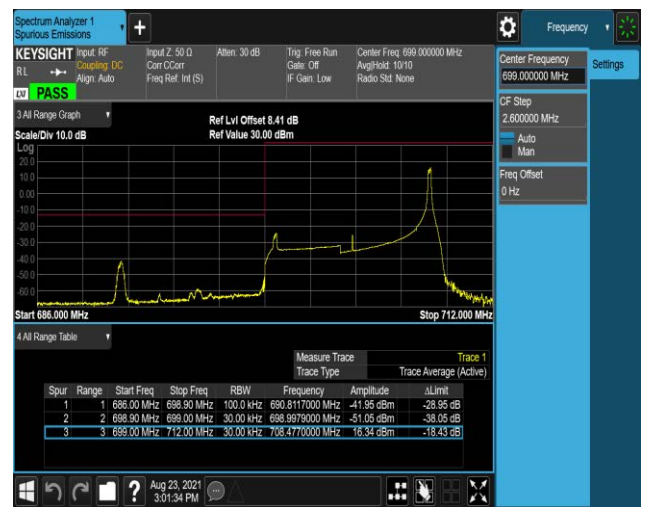 Spectrum Analyzer 1
Spurious Emissions
+
Frequency
KEYSIGHT Input: RF Input Z: 50 Ω Atten: 30 dB Trig: Free Run Center Freq: 699.000000 MHz
RL Coupling: DC Corr CCorr Gate: Off Avg|Hold: 10/10
Align: Auto Freq Ref: Int (S) IF Gain: Low Radio Std: None
LXI PASS
Center Frequency
699.000000 MHz
Settings
CF Step
2.600000 MHz
Auto
Man
Freq Offset
0 Hz
3 All Range Graph
Ref Lvl Offset 8.41 dB
Scale/Div 10.0 dB Ref Value 30.00 dBm
Log
20.0
10.0
0.00
-10.0
-20.0
-30.0
-40.0
-50.0
-60.0
Start 686.000 MHz Stop 712.000 MHz
4 All Range Table
Measure Trace Trace 1
Trace Type Trace Average (Active)
Spur Range Start Freq Stop Freq RBW Frequency Amplitude ΔLimit
1 1 686.00 MHz 698.90 MHz 100.0 kHz 690.8117000 MHz -41.95 dBm -28.95 dB
2 2 698.90 MHz 699.00 MHz 30.00 kHz 698.9979000 MHz -51.05 dBm -38.05 dB
3 3 699.00 MHz 712.00 MHz 30.00 kHz 708.4770000 MHz 16.34 dBm -18.43 dB
? Aug 23, 2021
3:01:34 PM